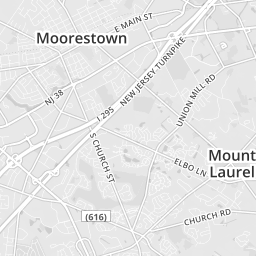 E MAIN ST
Moorestown
NEW JERSEY TURNPIKE
NJ 38
I 295
UNION MILL RD
S CHURCH ST
ELBO LN
Mount
Laurel
(616)
CHURCH RD